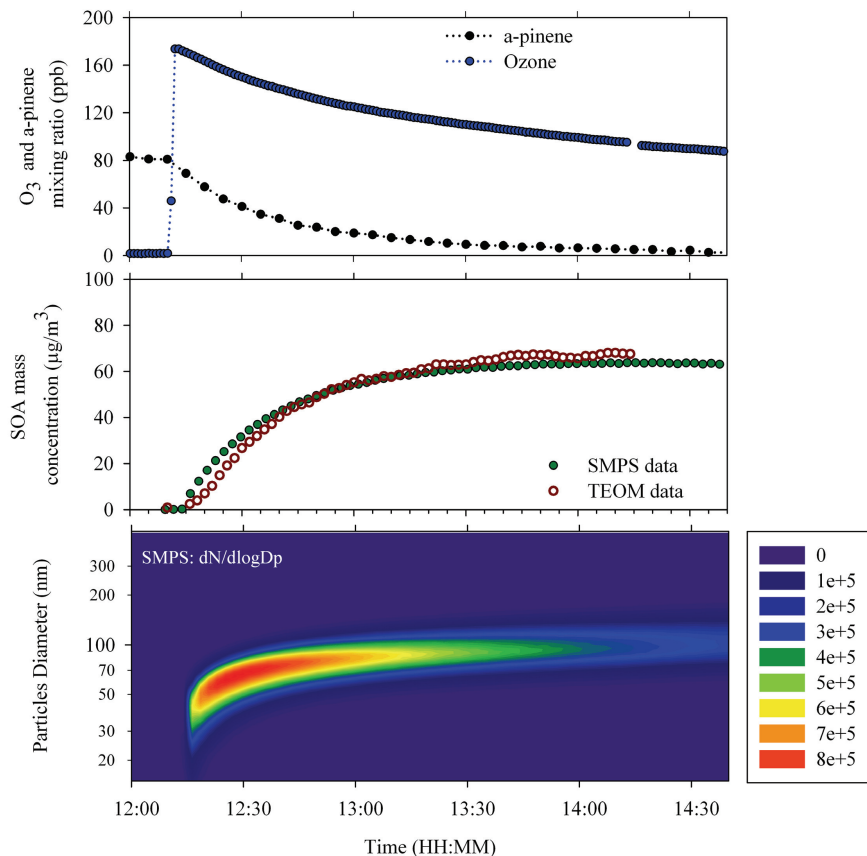 200
160
120
80
40
0
O3 and a-pinene
mixing ratio (ppb)
a-pinene
Ozone
100
80
60
40
20
0
SOA mass
concentration (µg/m³)
SMPS data
TEOM data
SMPS: dN/dlogDp
300
200
100
70
50
30
20
Particles Diameter (nm)
0
1e+5
2e+5
3e+5
4e+5
5e+5
6e+5
7e+5
8e+5
12:00 12:30 13:00 13:30 14:00 14:30
Time (HH:MM)